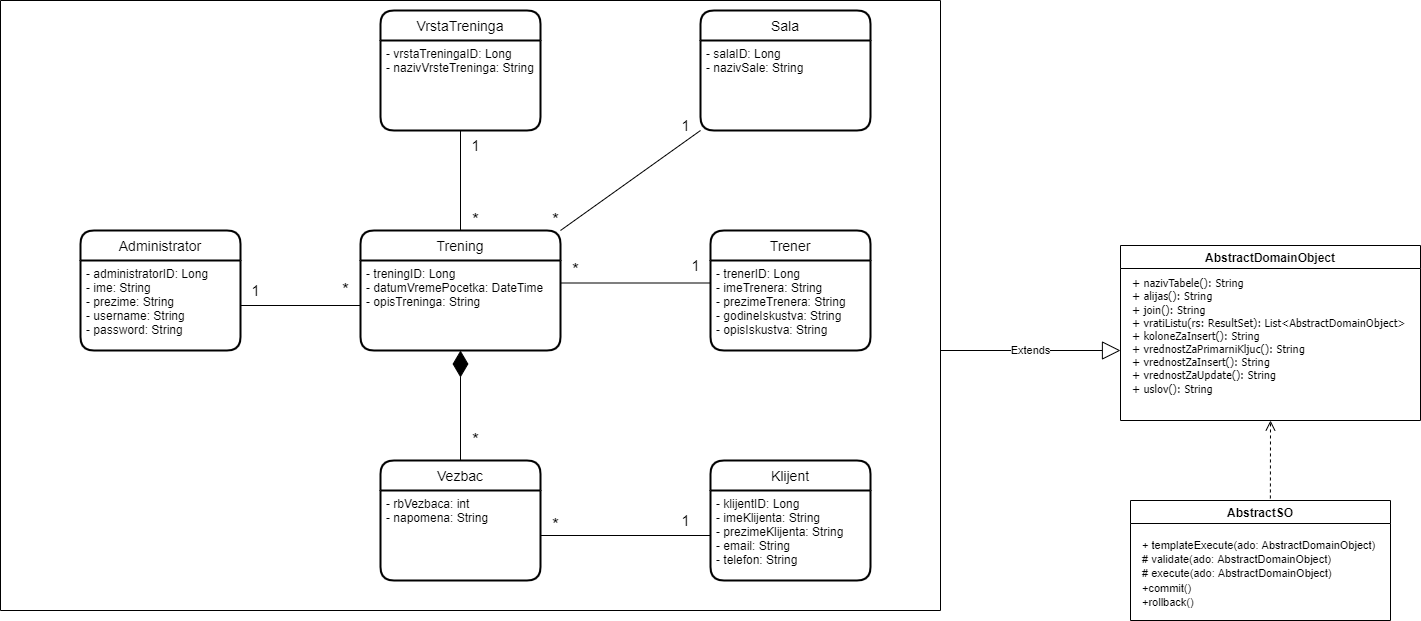 VrstaTreninga
- vrstaTreningaID: Long
- nazivVrsteTreninga: String
Sala
- salaID: Long
- nazivSale: String
1
1
*
*
Administrator
- administratorID: Long
- ime: String
- prezime: String
- username: String
- password: String
1
*
Trening
- treningID: Long
- datumVremePocetka: DateTime
- opisTreninga: String
*
1
Trener
- trenerID: Long
- imeTrenera: String
- prezimeTrenera: String
- godineIskustva: String
- opisIskustva: String
*
Vezbac
- rbVezbaca: int
- napomena: String
*
1
Klijent
- klijentID: Long
- imeKlijenta: String
- prezimeKlijenta: String
- email: String
- telefon: String
Extends
AbstractDomainObject
+ nazivTabele(): String
+ alijas(): String
+ join(): String
+ vratiListu(rs: ResultSet): List<AbstractDomainObject>
+ koloneZaInsert(): String
+ vrednostZaPrimarniKljuc(): String
+ vrednostZaInsert(): String
+ vrednostZaUpdate(): String
+ uslov(): String
AbstractSO
+ templateExecute(ado: AbstractDomainObject)
# validate(ado: AbstractDomainObject)
# execute(ado: AbstractDomainObject)
+commit()
+rollback()